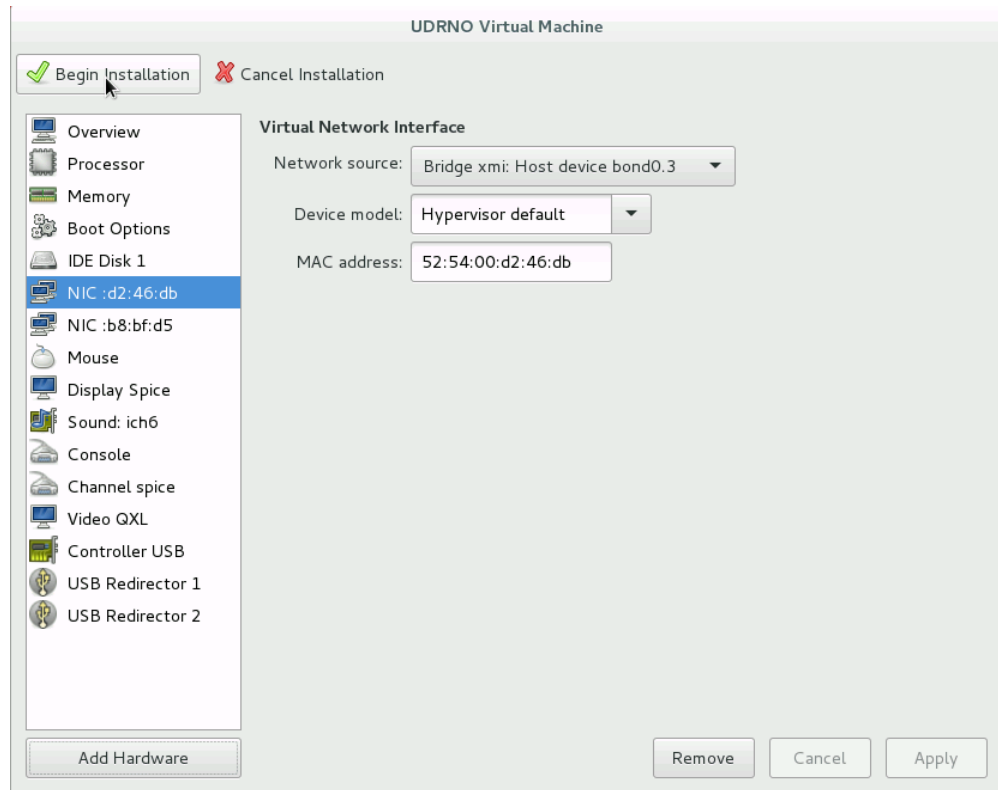 UDRNO Virtual Machine
Begin Installation
Cancel Installation
Overview
Processor
Memory
Boot Options
IDE Disk 1
NIC :d2:46:db
NIC :b8:bf:d5
Mouse
Display Spice
Sound: ich6
Console
Channel spice
Video QXL
Controller USB
USB Redirector 1
USB Redirector 2
Add Hardware
Virtual Network Interface
Network source: Bridge xmi: Host device bond0.3
Device model: Hypervisor default
MAC address: 52:54:00:d2:46:db
Remove
Cancel
Apply